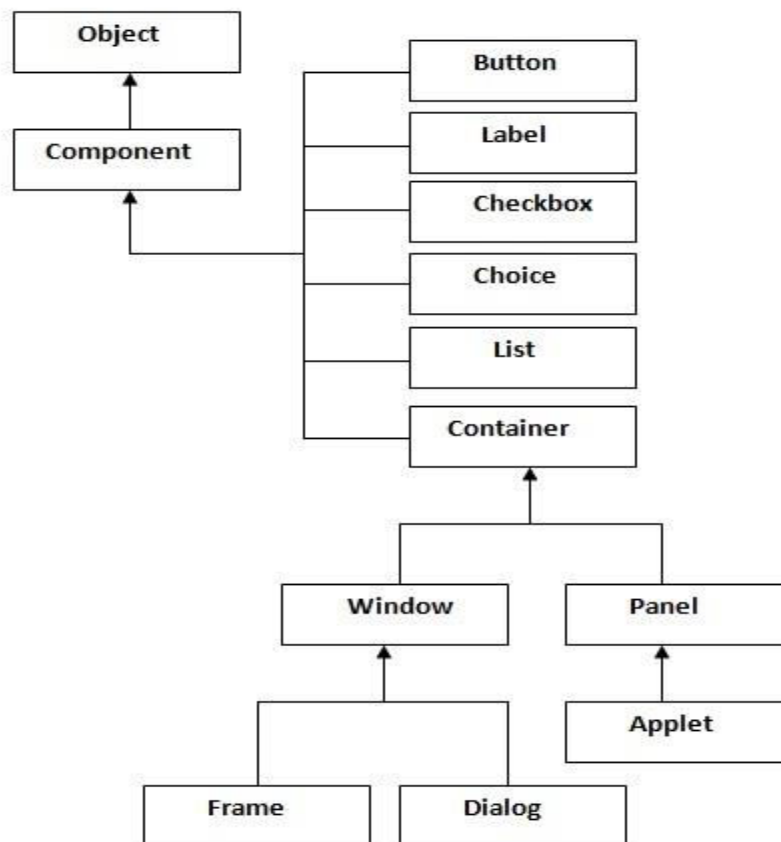 Object
Component
Button
Label
Checkbox
Choice
List
Container
Window
Panel
Applet
Frame
Dialog